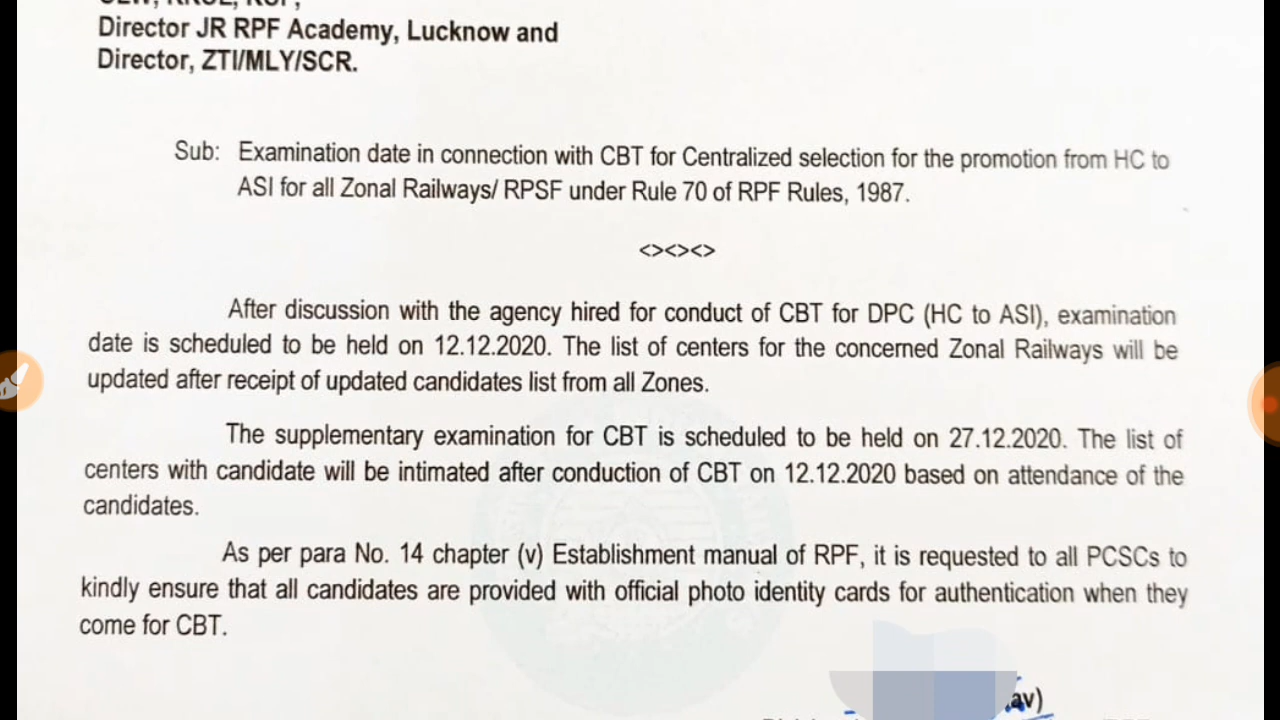 Director JR RPF Academy, Lucknow and
Director, ZTI/MLY/SCR.
Sub: Examination date in connection with CBT for Centralized selection for the promotion from HC to
ASI for all Zonal Railways/ RPSF under Rule 70 of RPF Rules, 1987.
<><><>
After discussion with the agency hired for conduct of CBT for DPC (HC to ASI), examination
date is scheduled to be held on 12.12.2020. The list of centers for the concerned Zonal Railways will be
updated after receipt of updated candidates list from all Zones.
The supplementary examination for CBT is scheduled to be held on 27.12.2020. The list of
centers with candidate will be intimated after conduction of CBT on 12.12.2020 based on attendance of the
candidates.
As per para No. 14 chapter (v) Establishment manual of RPF, it is requested to all PCSCs to
kindly ensure that all candidates are provided with official photo identity cards for authentication when they
come for CBT.
av)